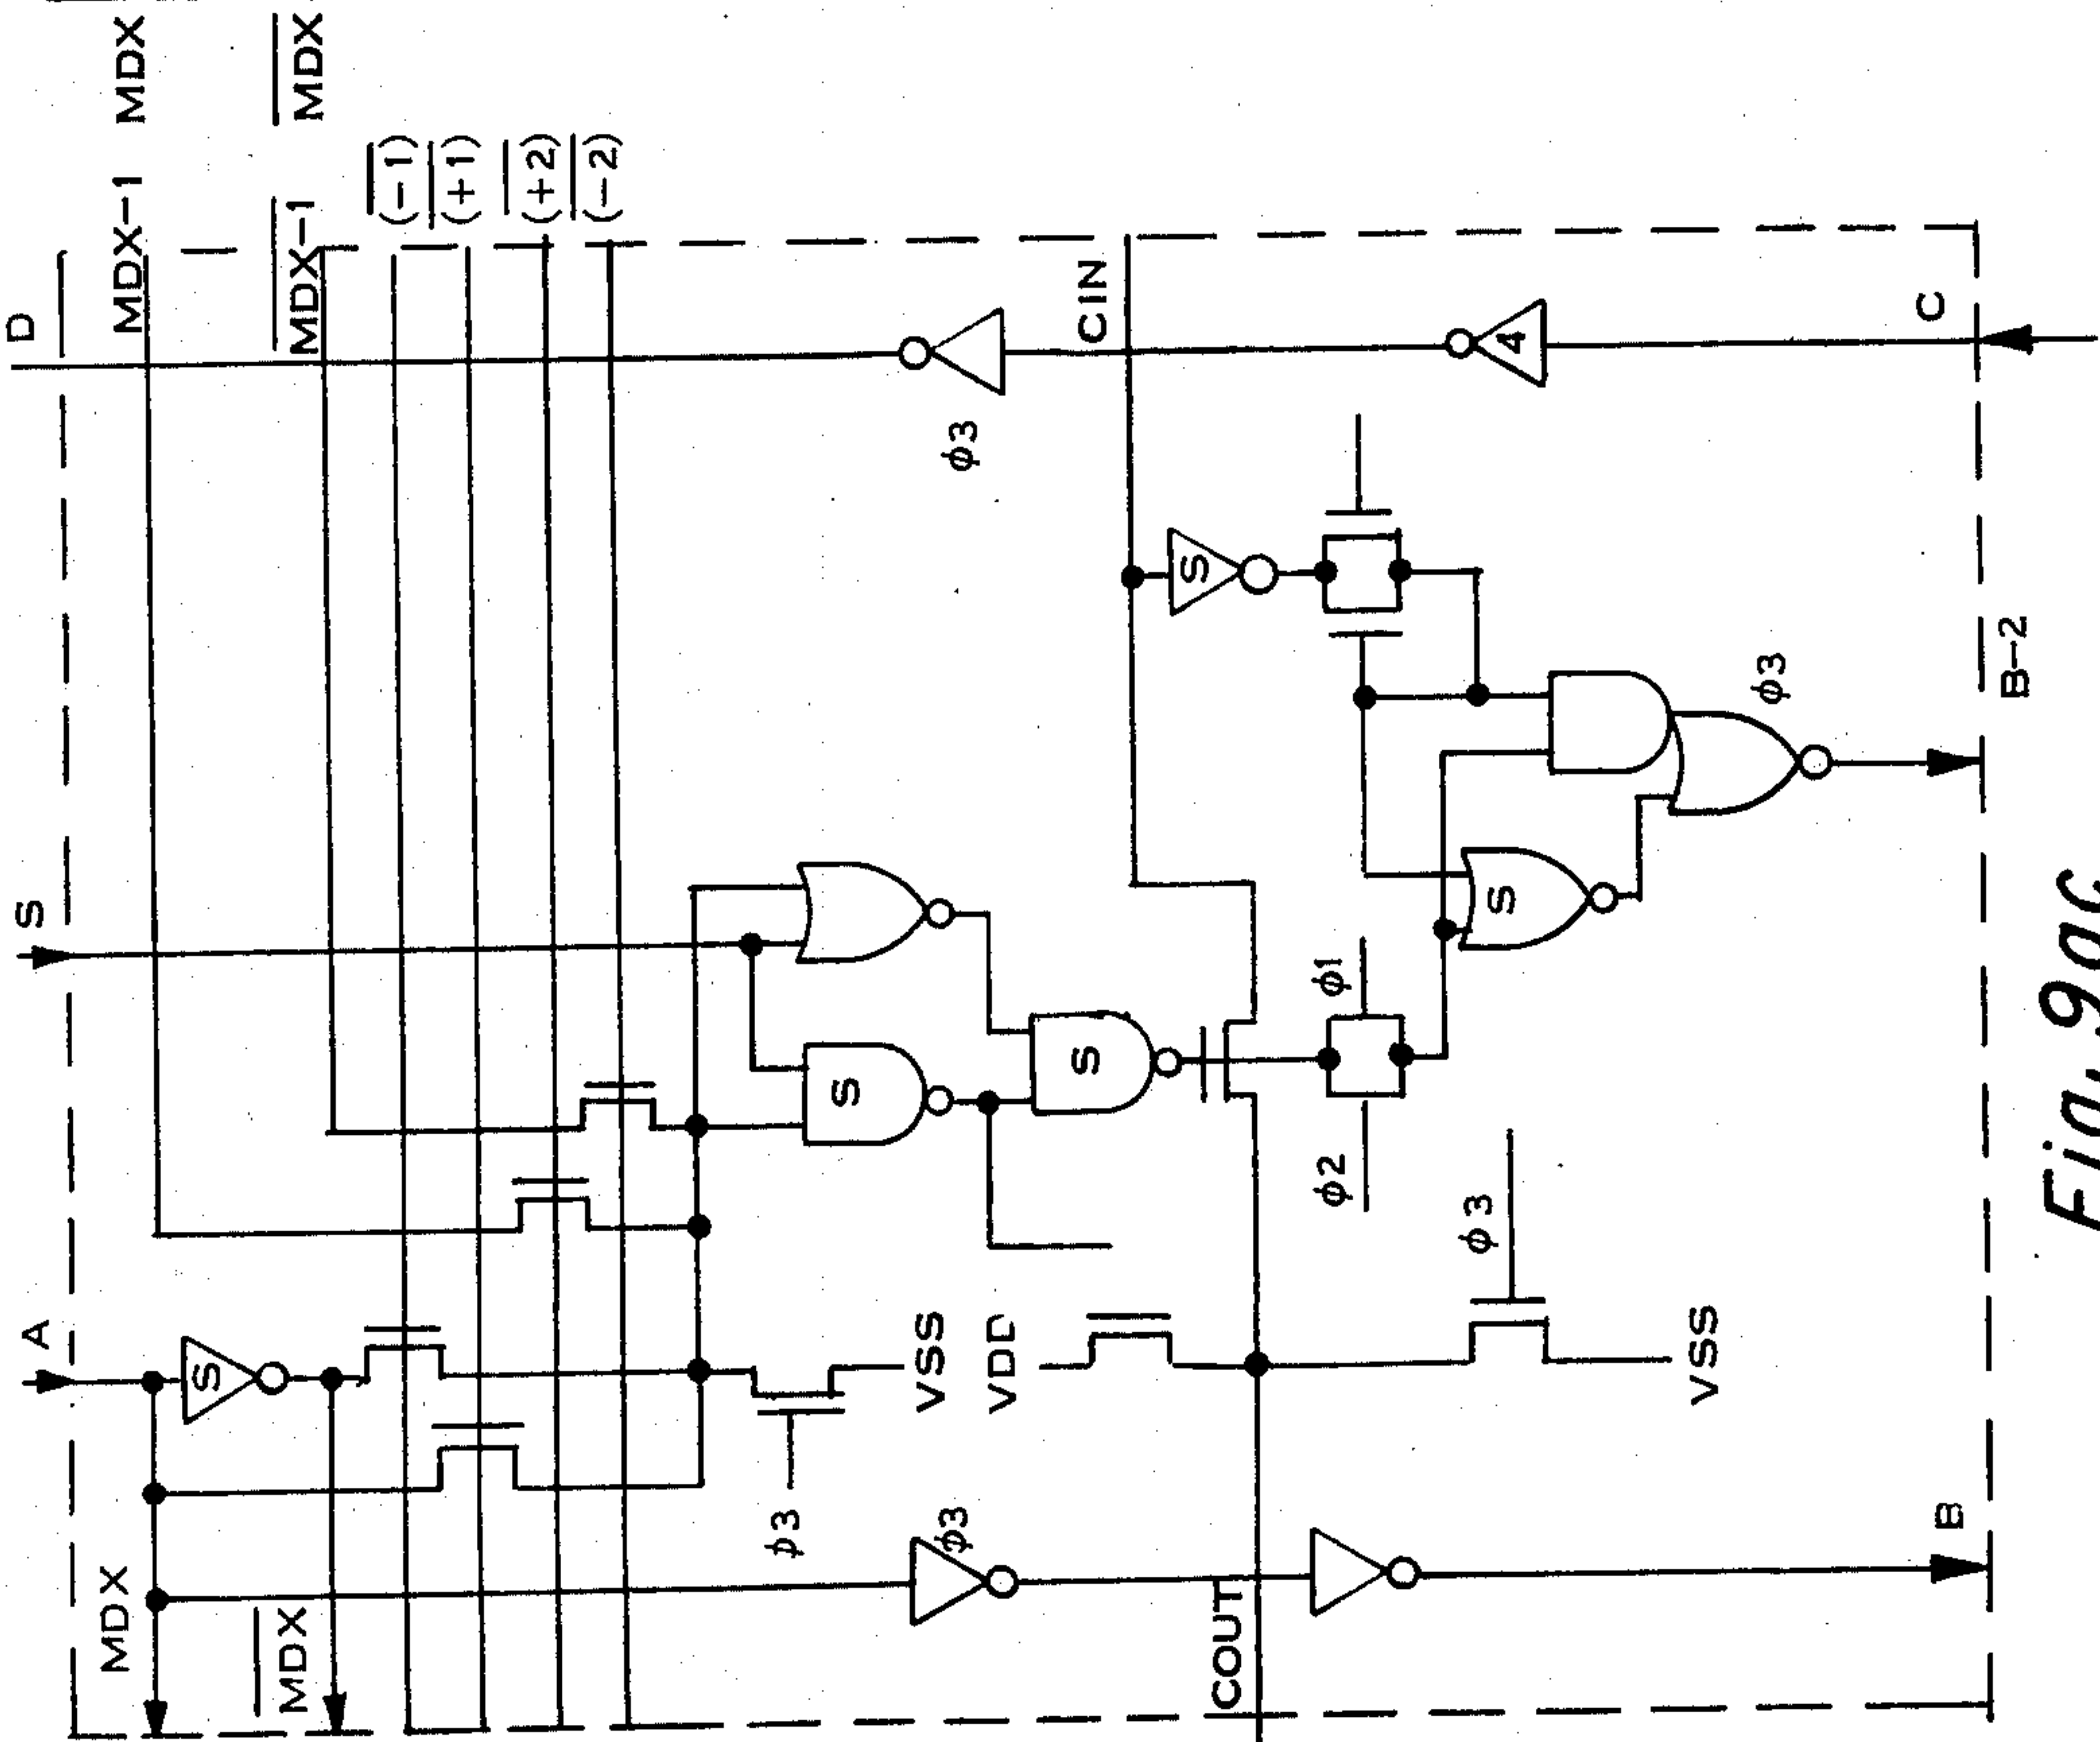 D
S
A
MDX-1 MDX
MDX-1 MDX
(-1)
(+1)
(+2)
(-2)
MDX
MDX
S
S
S
φ3
VSS
VDD
φ3
COUT
CIN
φ3
S
φ1
φ2
φ3
VSS
S
4
φ3
B
B-2
C